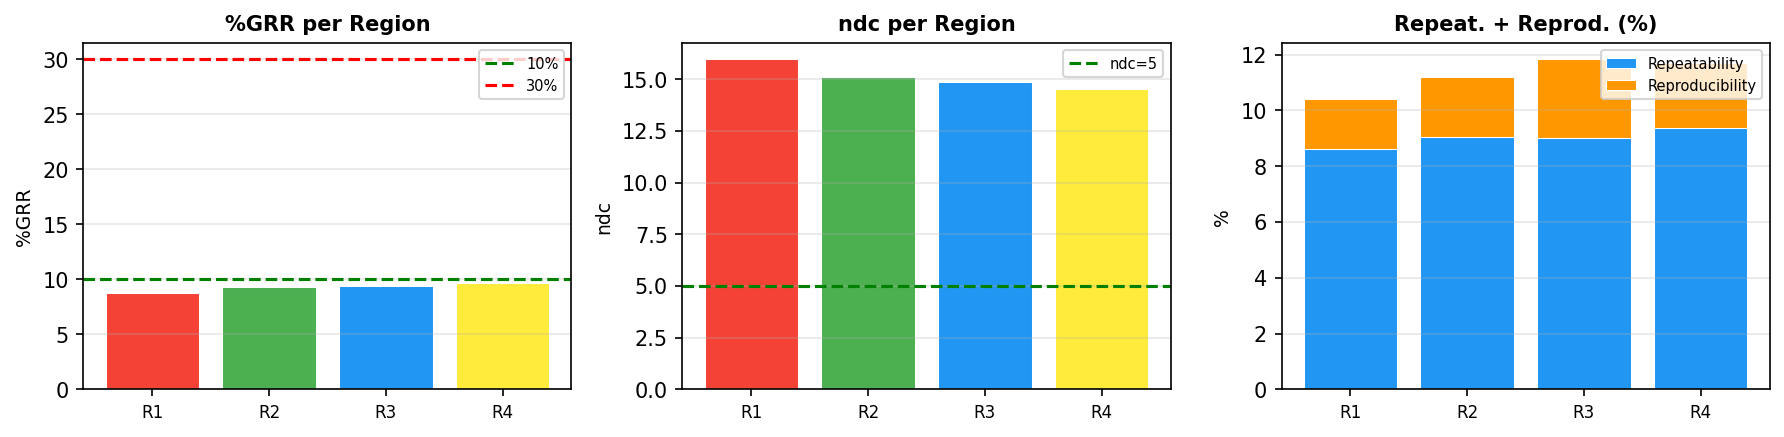 %GRR per Region
%GRR
30
25
20
15
10
5
0
10%
30%
R1 R2 R3 R4
ndc per Region
ndc
15.0
12.5
10.0
7.5
5.0
2.5
0.0
ndc=5
R1 R2 R3 R4
Repeat. + Reprod. (%)
%
12
10
8
6
4
2
0
Repeatability
Reproducibility
R1 R2 R3 R4